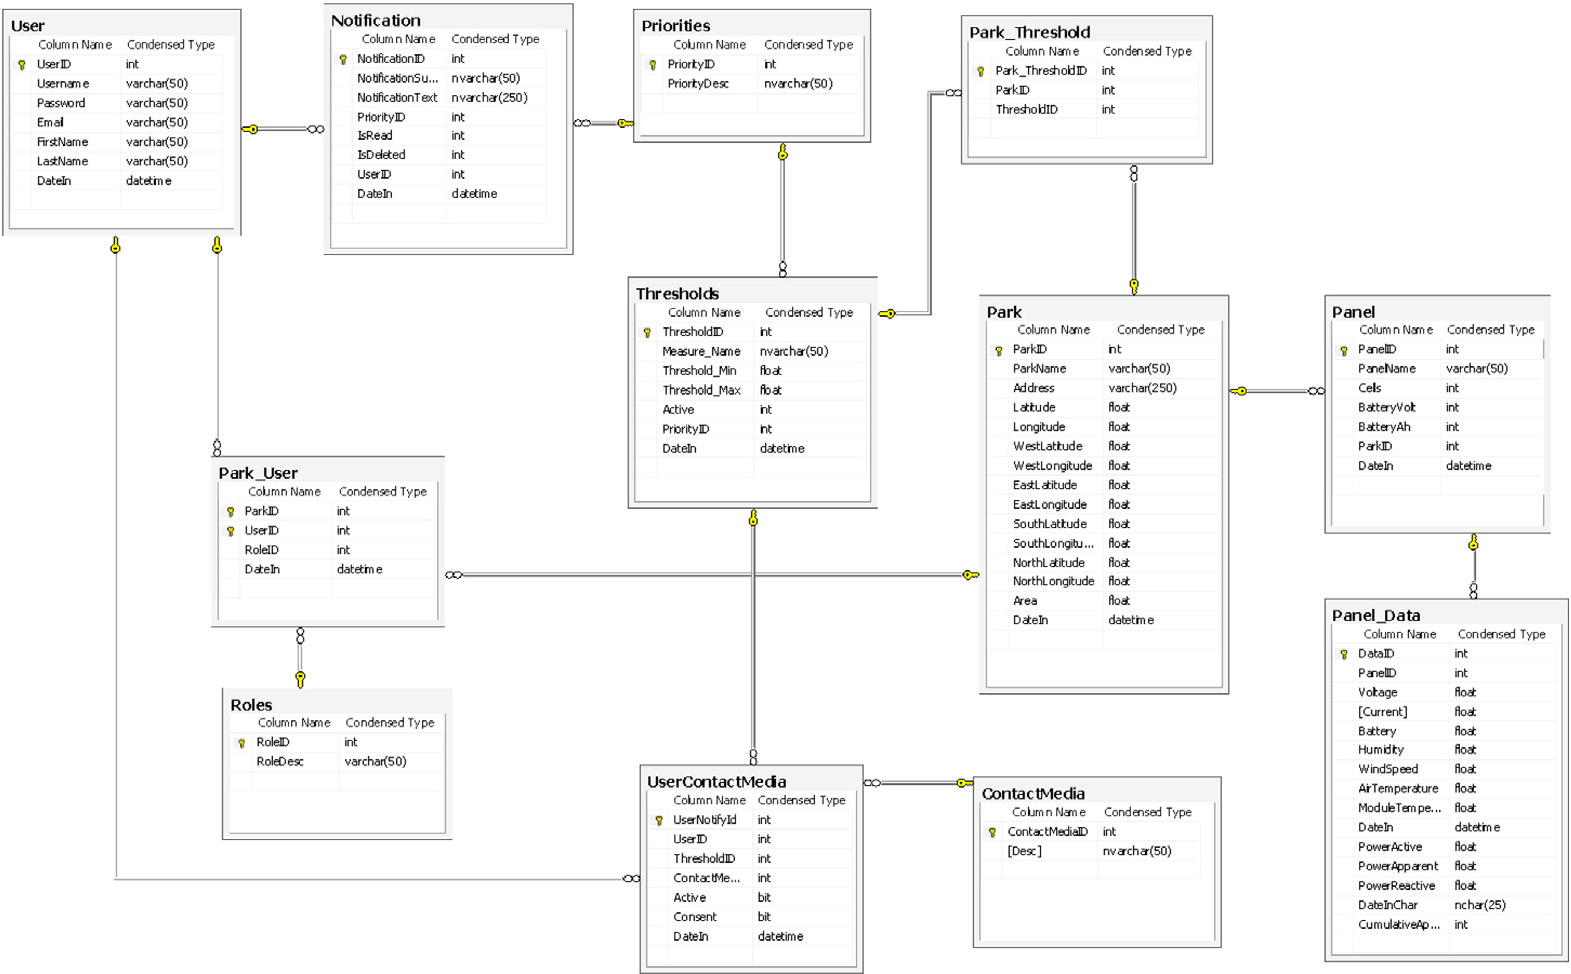 User
Column Name Condensed Type
UserID int
Username varchar(50)
Password varchar(50)
Email varchar(50)
FirstName varchar(50)
LastName varchar(50)
DateIn datetime
Notification
Column Name Condensed Type
NotificationID int
NotificationSu... nvarchar(50)
NotificationText nvarchar(250)
PriorityID int
IsRead int
IsDeleted int
UserID int
DateIn datetime
Priorities
Column Name Condensed Type
PriorityID int
PriorityDesc nvarchar(50)
Park_Threshold
Column Name Condensed Type
Park_ThresholdID int
ParkID int
ThresholdID int
Thresholds
Column Name Condensed Type
ThresholdID int
Measure_Name nvarchar(50)
Threshold_Min float
Threshold_Max float
Active int
PriorityID int
DateIn datetime
Park
Column Name Condensed Type
ParkID int
ParkName varchar(50)
Address varchar(250)
Latitude float
Longitude float
WestLatitude float
WestLongitude float
EastLatitude float
EastLongitude float
SouthLatitude float
SouthLongitu... float
NorthLatitude float
NorthLongitude float
Area float
DateIn datetime
Panel
Column Name Condensed Type
PanelID int
PanelName varchar(50)
Cells int
BatteryVolt int
BatteryAh int
ParkID int
DateIn datetime
Park_User
Column Name Condensed Type
ParkID int
UserID int
RoleID int
DateIn datetime
Roles
Column Name Condensed Type
RoleID int
RoleDesc varchar(50)
UserContactMedia
Column Name Condensed Type
UserNotifyId int
UserID int
ThresholdID int
ContactMe... int
Active bit
Consent bit
DateIn datetime
ContactMedia
Column Name Condensed Type
ContactMediaID int
[Desc] nvarchar(50)
Panel_Data
Column Name Condensed Type
DataID int
PanelID int
Voltage float
[Current] float
Battery float
Humidity float
WindSpeed float
AirTemperature float
ModuleTempe... float
DateIn datetime
PowerActive float
PowerApparent float
PowerReactive float
DateInChar nchar(25)
CumulativeAp... int